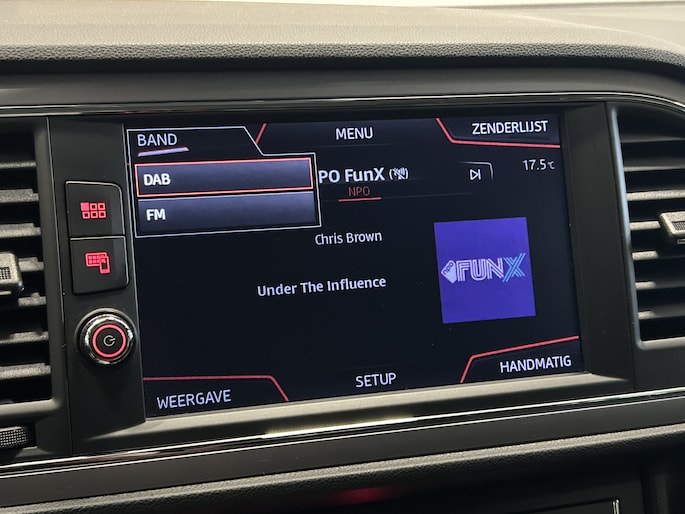 BAND
MENU
ZENDERLIJST
DAB
PO FunX
17.5°C
NPO
FM
Chris Brown
FUNX
Under The Influence
WEERGAVE
SETUP
HANDMATIG